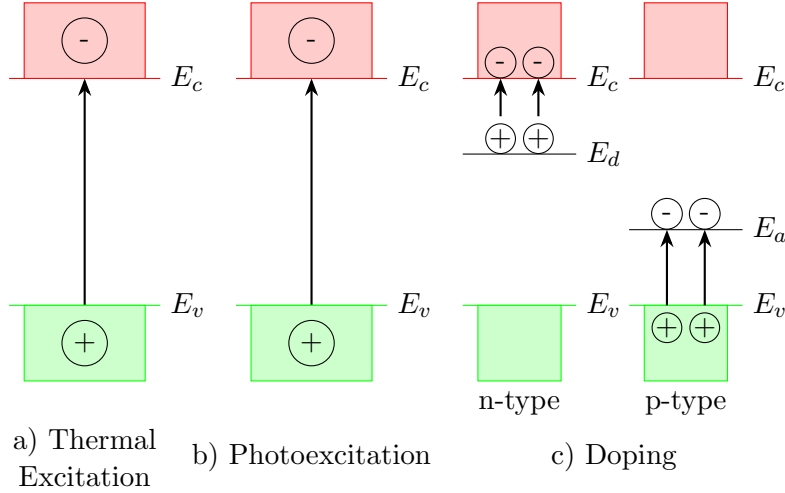 - - - - - -
E_c E_c E_c E_c
+ +
E_d
- -
E_a
E_v E_v E_v E_v
+ + + +
n-type p-type
a) Thermal
Excitation
b) Photoexcitation
c) Doping